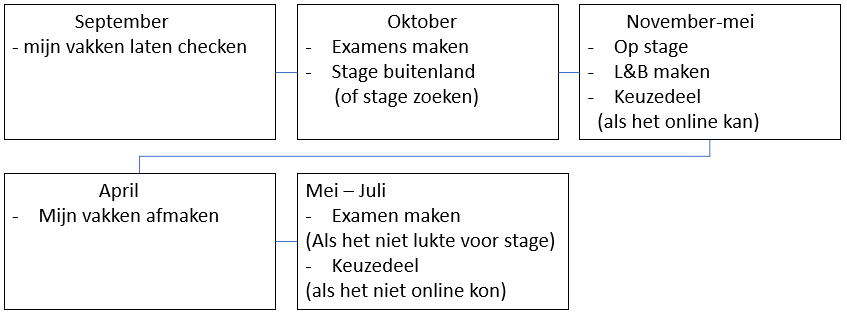 September
- mijn vakken laten checken
Oktober
- Examens maken
- Stage buitenland
(of stage zoeken)
November-mei
- Op stage
- L&B maken
- Keuzedeel
(als het online kan)
April
- Mijn vakken afmaken
Mei – Juli
- Examen maken
(Als het niet lukte voor stage)
- Keuzedeel
(als het niet online kon)